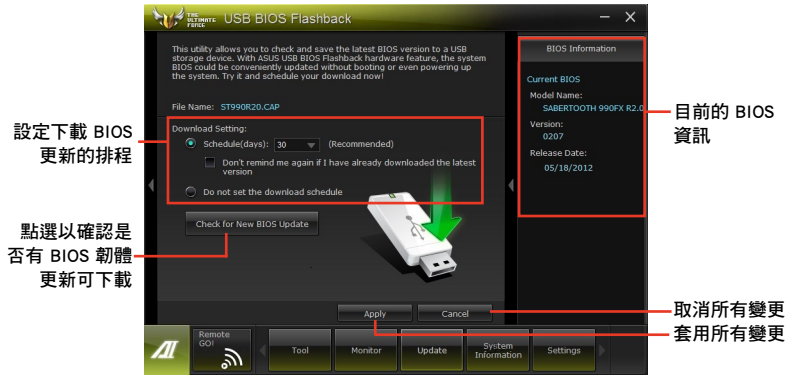 THE ULTIMATE FORCE
USB BIOS Flashback
This utility allows you to check and save the latest BIOS version to a USB
storage device. With ASUS USB BIOS Flashback hardware feature, the system
BIOS could be conveniently updated without booting or even powering up
the system. Try it and schedule your download now!
File Name: ST990R20.CAP
Download Setting:
Schedule(days): 30 (Recommended)
Don't remind me again if I have already downloaded the latest
version
Do not set the download schedule
Check for New BIOS Update
Apply
Cancel
BIOS Information
Current BIOS
Model Name:
SABERTOOTH 990FX R2.0
Version:
0207
Release Date:
05/18/2012
Remote
GO!
Tool
Monitor
Update
System
Information
Settings
設定下載 BIOS
更新的排程
點選以確認是
否有 BIOS 韌體
更新可下載
目前的 BIOS
資訊
取消所有變更
套用所有變更